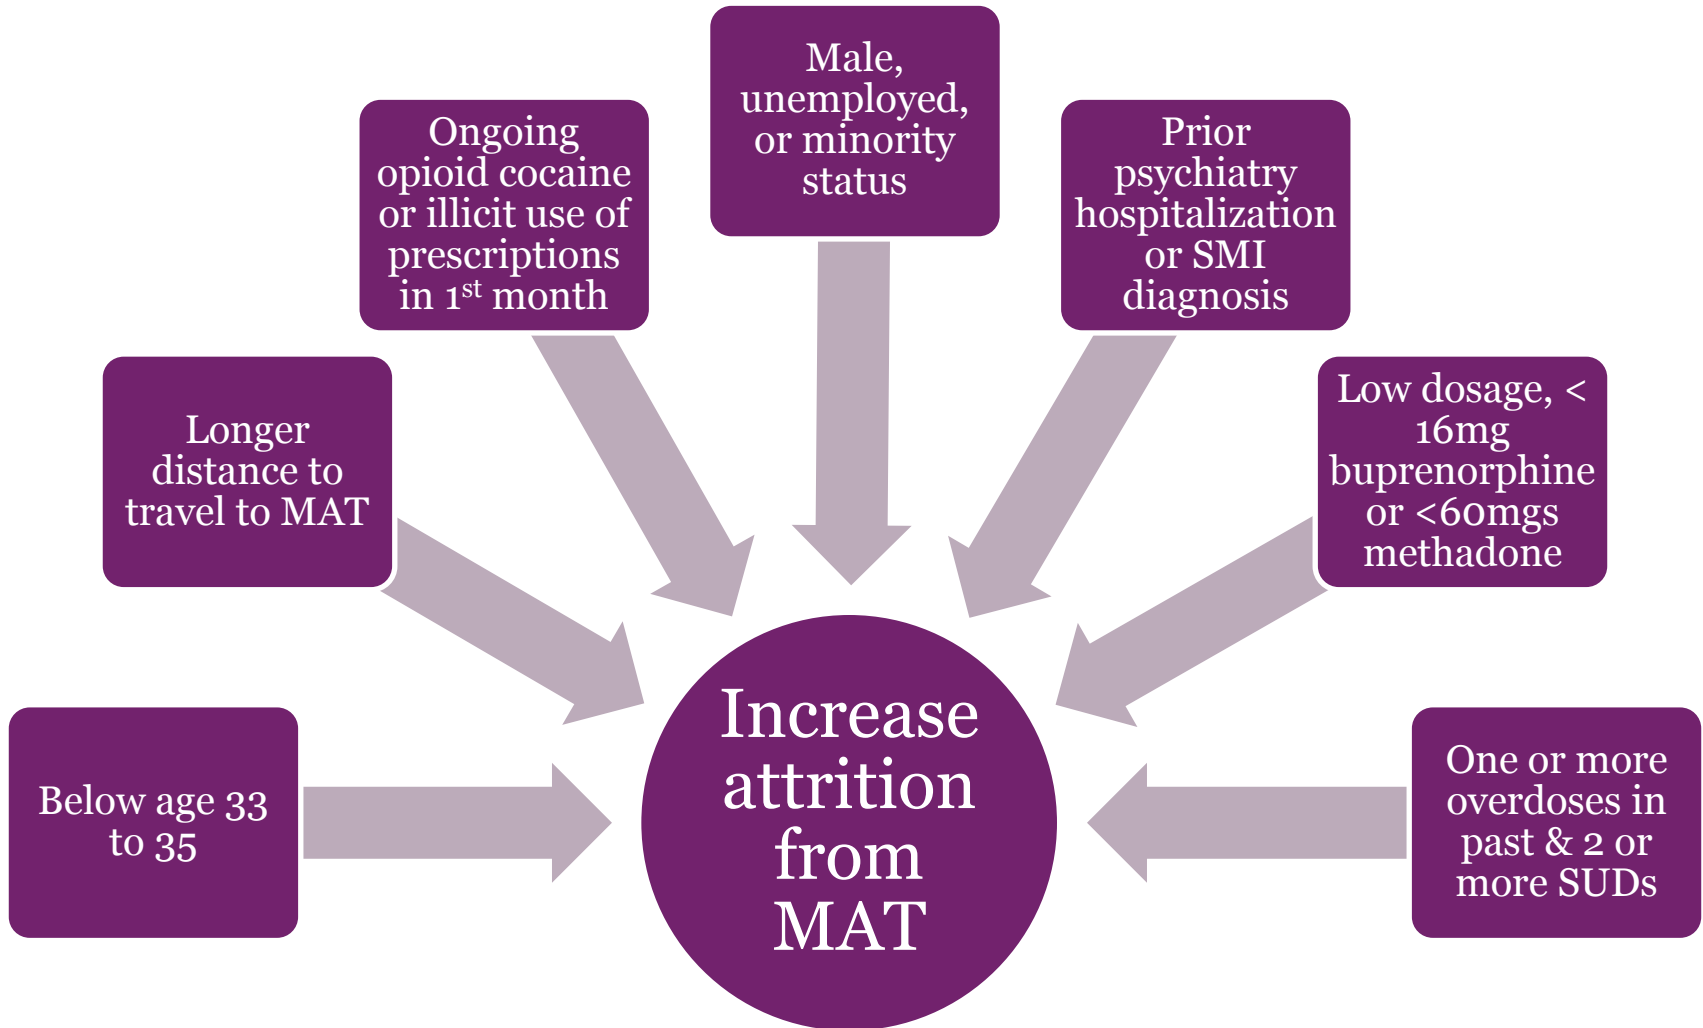 Male,
unemployed,
or minority
status
Ongoing
opioid cocaine
or illicit use of
prescriptions
in 1st month
Prior
psychiatry
hospitalization
or SMI
diagnosis
Longer
distance to
travel to MAT
Low dosage, <
16mg
buprenorphine
or <60mgs
methadone
Below age 33
to 35
Increase
attrition
from
MAT
One or more
overdoses in
past & 2 or
more SUDs